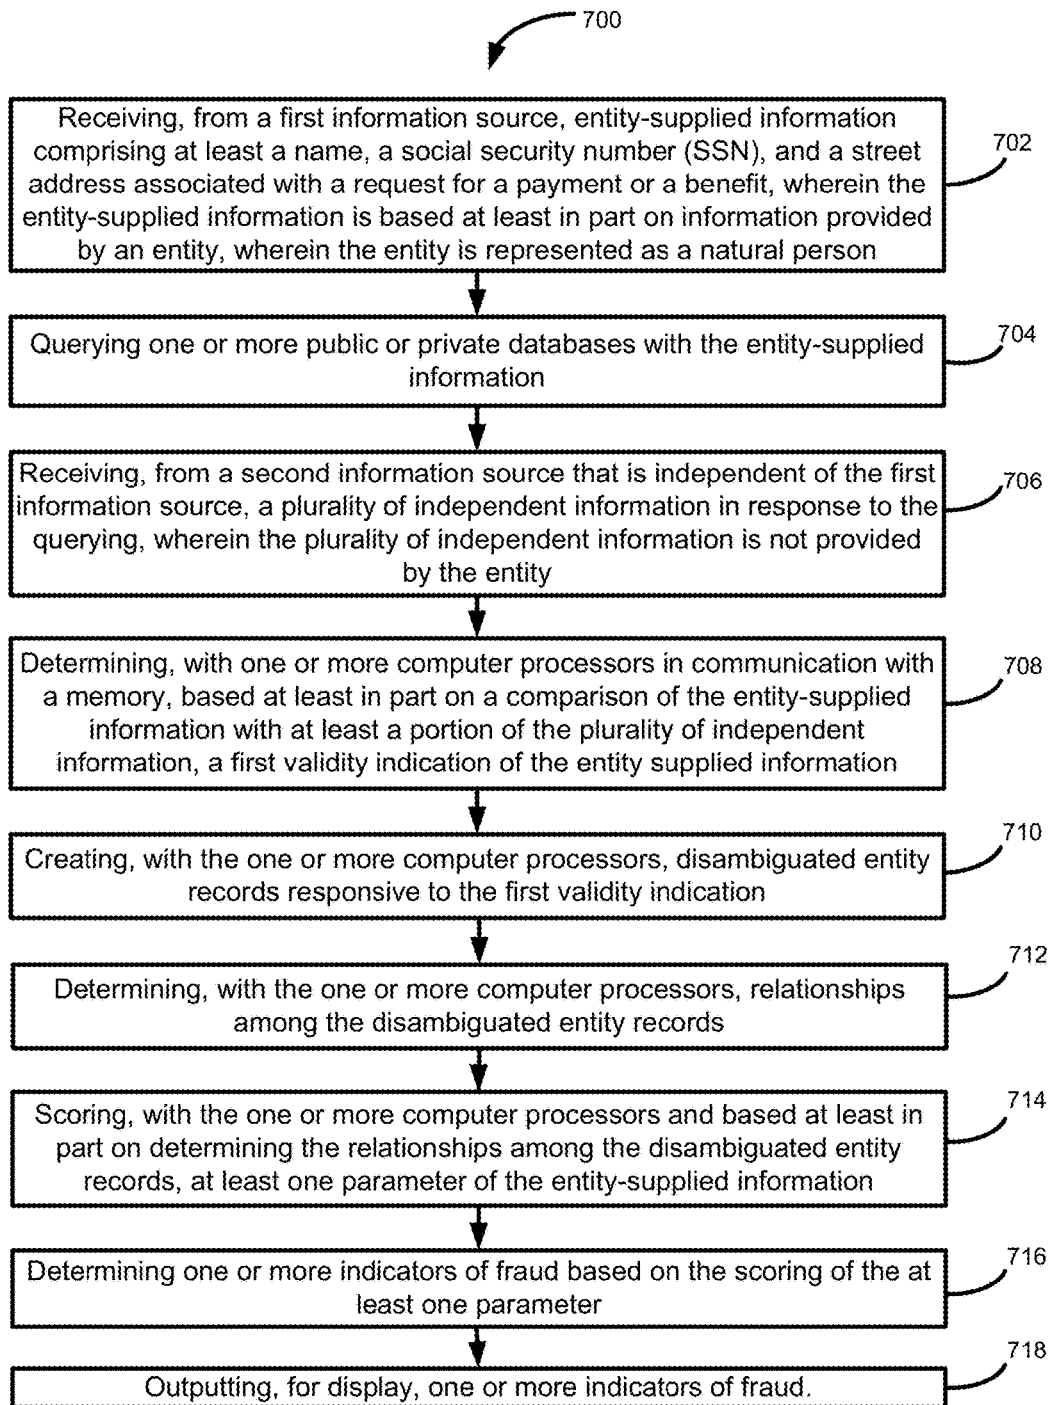 700
Receiving, from a first information source, entity-supplied information
comprising at least a name, a social security number (SSN), and a street
address associated with a request for a payment or a benefit, wherein the
entity-supplied information is based at least in part on information provided
by an entity, wherein the entity is represented as a natural person
702
Querying one or more public or private databases with the entity-supplied
information
704
Receiving, from a second information source that is independent of the first
information source, a plurality of independent information in response to the
querying, wherein the plurality of independent information is not provided
by the entity
706
Determining, with one or more computer processors in communication with
a memory, based at least in part on a comparison of the entity-supplied
information with at least a portion of the plurality of independent
information, a first validity indication of the entity supplied information
708
Creating, with the one or more computer processors, disambiguated entity
records responsive to the first validity indication
710
Determining, with the one or more computer processors, relationships
among the disambiguated entity records
712
Scoring, with the one or more computer processors and based at least in
part on determining the relationships among the disambiguated entity
records, at least one parameter of the entity-supplied information
714
Determining one or more indicators of fraud based on the scoring of the at
least one parameter
716
Outputting, for display, one or more indicators of fraud.
718